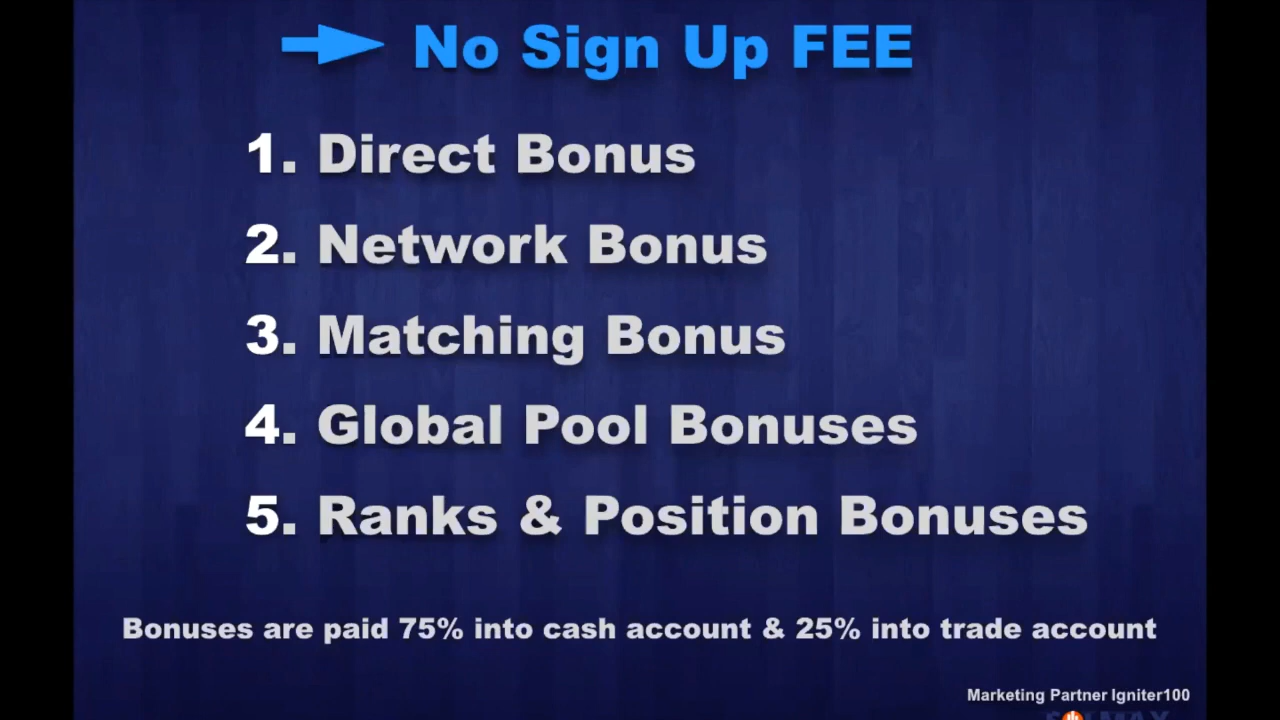 No Sign Up FEE
1. Direct Bonus
2. Network Bonus
3. Matching Bonus
4. Global Pool Bonuses
5. Ranks & Position Bonuses
Bonuses are paid 75% into cash account & 25% into trade account
Marketing Partner Igniter100